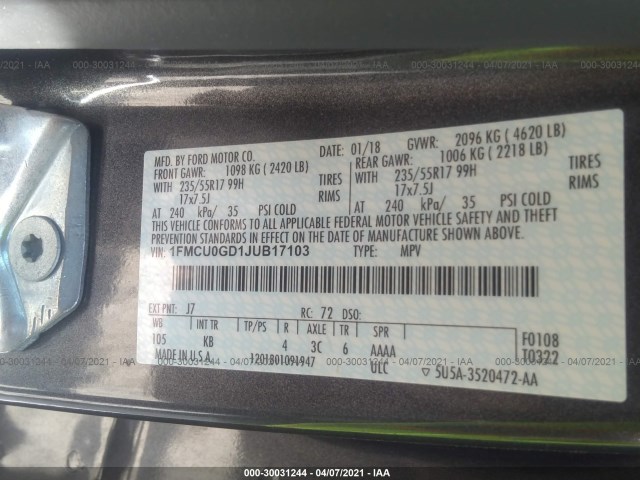 000-30031244 - 04/07/2021 - IAA
MFD. BY FORD MOTOR CO.
DATE: 01/18 GVWR: 2096 KG ( 4620 LB)
FRONT GAWR: 1098 KG ( 2420 LB)
REAR GAWR: 1006 KG ( 2218 LB)
WITH 235/55R17 99H TIRES
WITH 235/55R17 99H TIRES
17x7.5J RIMS
17x7.5J RIMS
AT 240 kPa/ 35 PSI COLD
AT 240 kPa/ 35 PSI COLD
THIS VEHICLE CONFORMS TO ALL APPLICABLE FEDERAL MOTOR VEHICLE SAFETY AND THEFT
PREVENTION STANDARDS IN EFFECT ON THE DATE OF MANUFACTURE SHOWN ABOVE.
VIN: 1FMCU0GD1JUB17103 TYPE: MPV
EXT PNT: J7 RC: 72 DSO:
WB INT TR TP/PS R AXLE TR SPR
105 KB 4 3C 6 AAAA
F0108
T0322
MADE IN U.S.A. 1201801091947 ULC 5U5A-3520472-AA
000-30031244 - 04/07/2021 - IAA